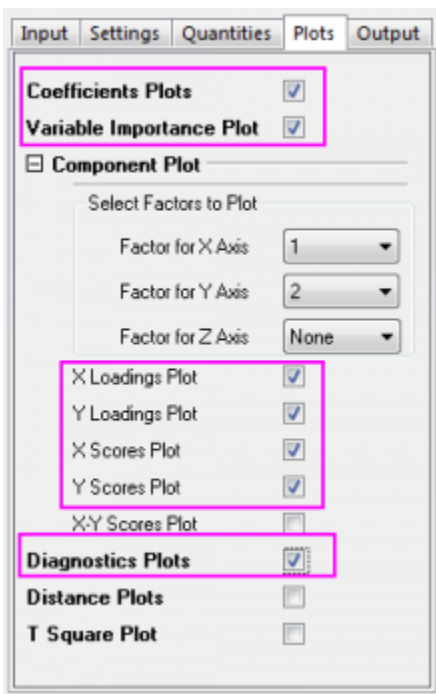 Input Settings Quantities Plots Output
Coefficients Plots
Variable Importance Plot
Component Plot
Select Factors to Plot
Factor for X Axis 1
Factor for Y Axis 2
Factor for Z Axis None
X Loadings Plot
Y Loadings Plot
X Scores Plot
Y Scores Plot
X-Y Scores Plot
Diagnostics Plots
Distance Plots
T Square Plot